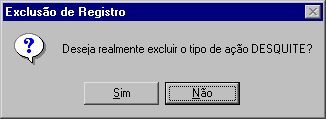 Exclusão de Registro
Deseja realmente excluir o tipo de ação DESQUITE?
Sim
Não